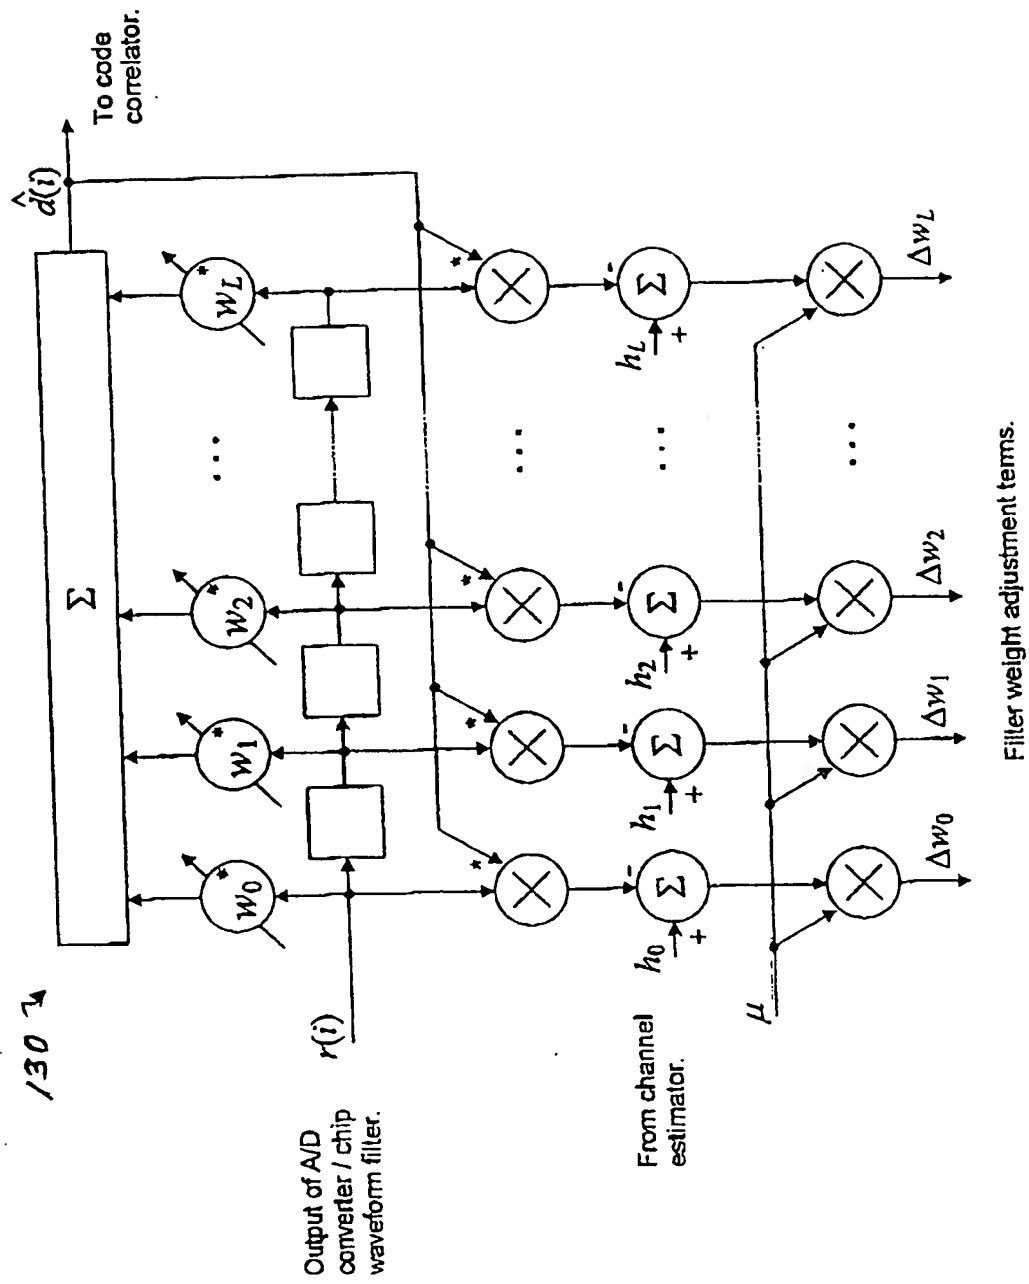 130
Σ
d̂(i)
To code
correlator.
w0*
w1*
w2*
...
wL*
r(i)
Output of A/D
converter / chip
waveform filter.
* * * ... *
- - - -
Σ Σ Σ ... Σ
h0 h1 h2 hL
+ + + +
From channel
estimator.
μ
...
Δw0 Δw1 Δw2 ΔwL
Filter weight adjustment terms.